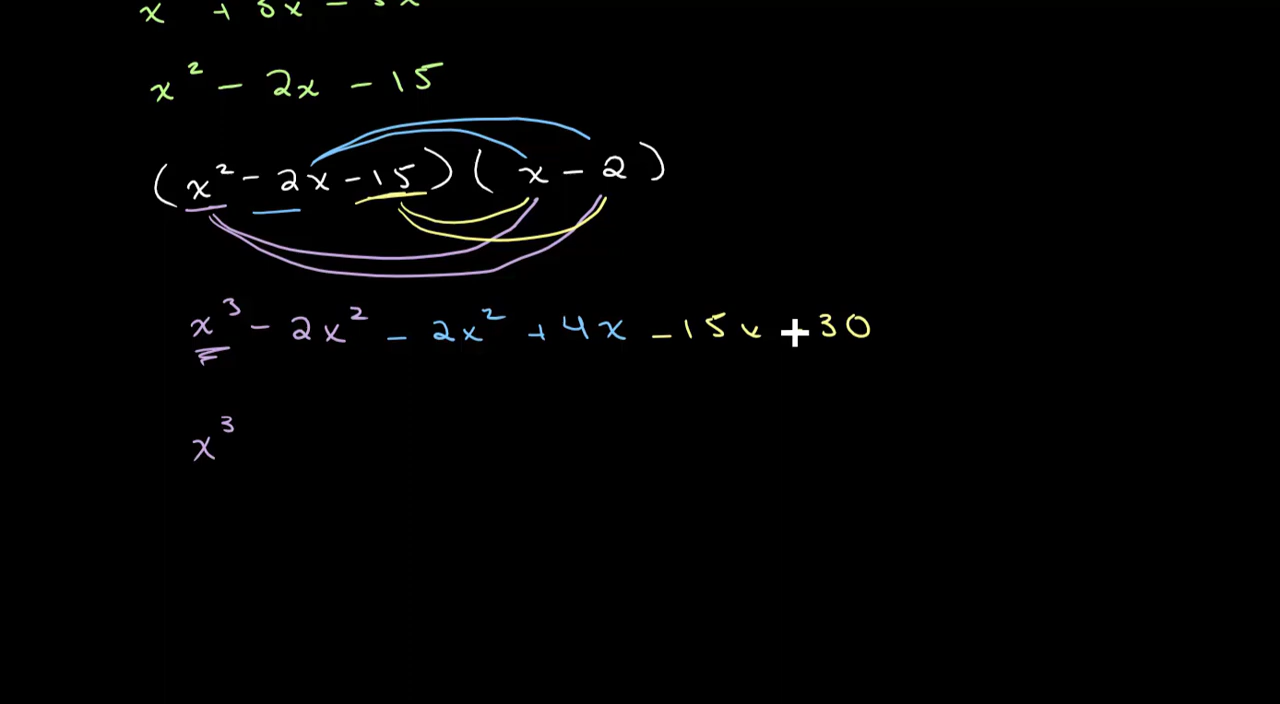 x² - 2x - 15
(x² - 2x - 15)(x - 2)
x³ - 2x² - 2x² + 4x - 15x + 30
x³